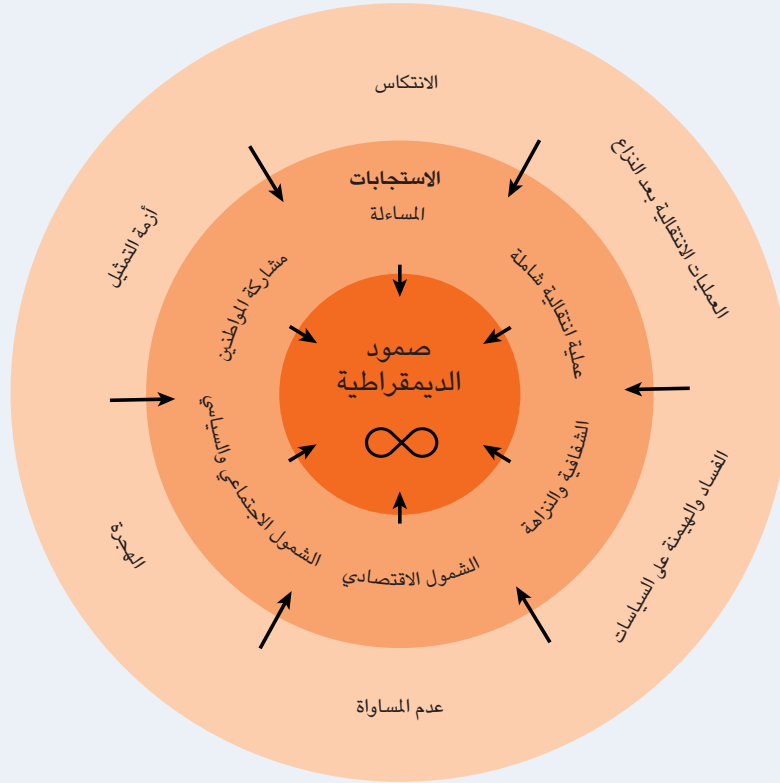 الانتكاس
العمليات الانتقالية بعد النزاع
الفساد والهيمنة على السياسات
عدم المساواة
الهجرة
أزمة التمثيل
الاستجابات
المساءلة
عملية انتقالية شاملة
الشفافية والنزاهة
الشمول الاقتصادي
الشمول الاجتماعي والسياسي
مشاركة المواطنين
صمود
الديمقراطية